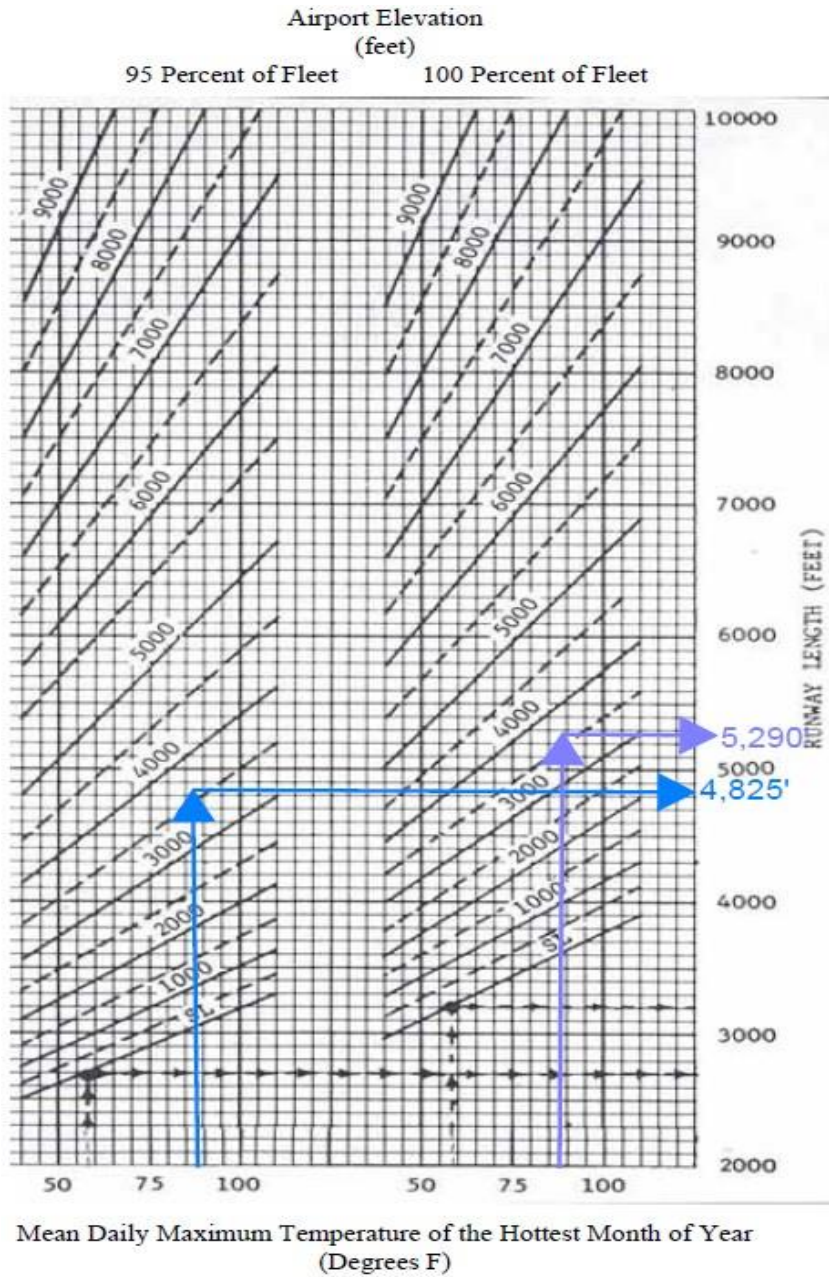 Airport Elevation
(feet)
95 Percent of Fleet 100 Percent of Fleet
10000
9000 9000
8000 8000
9000
7000 7000
8000
6000 6000
7000
5000 5000
6000
4000 4000
5,290'
5000
4,825'
3000 3000
2000 2000
4000
1000 1000
SL SL
3000
2000
RUNWAY LENGTH (FEET)
50 75 100 50 75 100
Mean Daily Maximum Temperature of the Hottest Month of Year
(Degrees F)